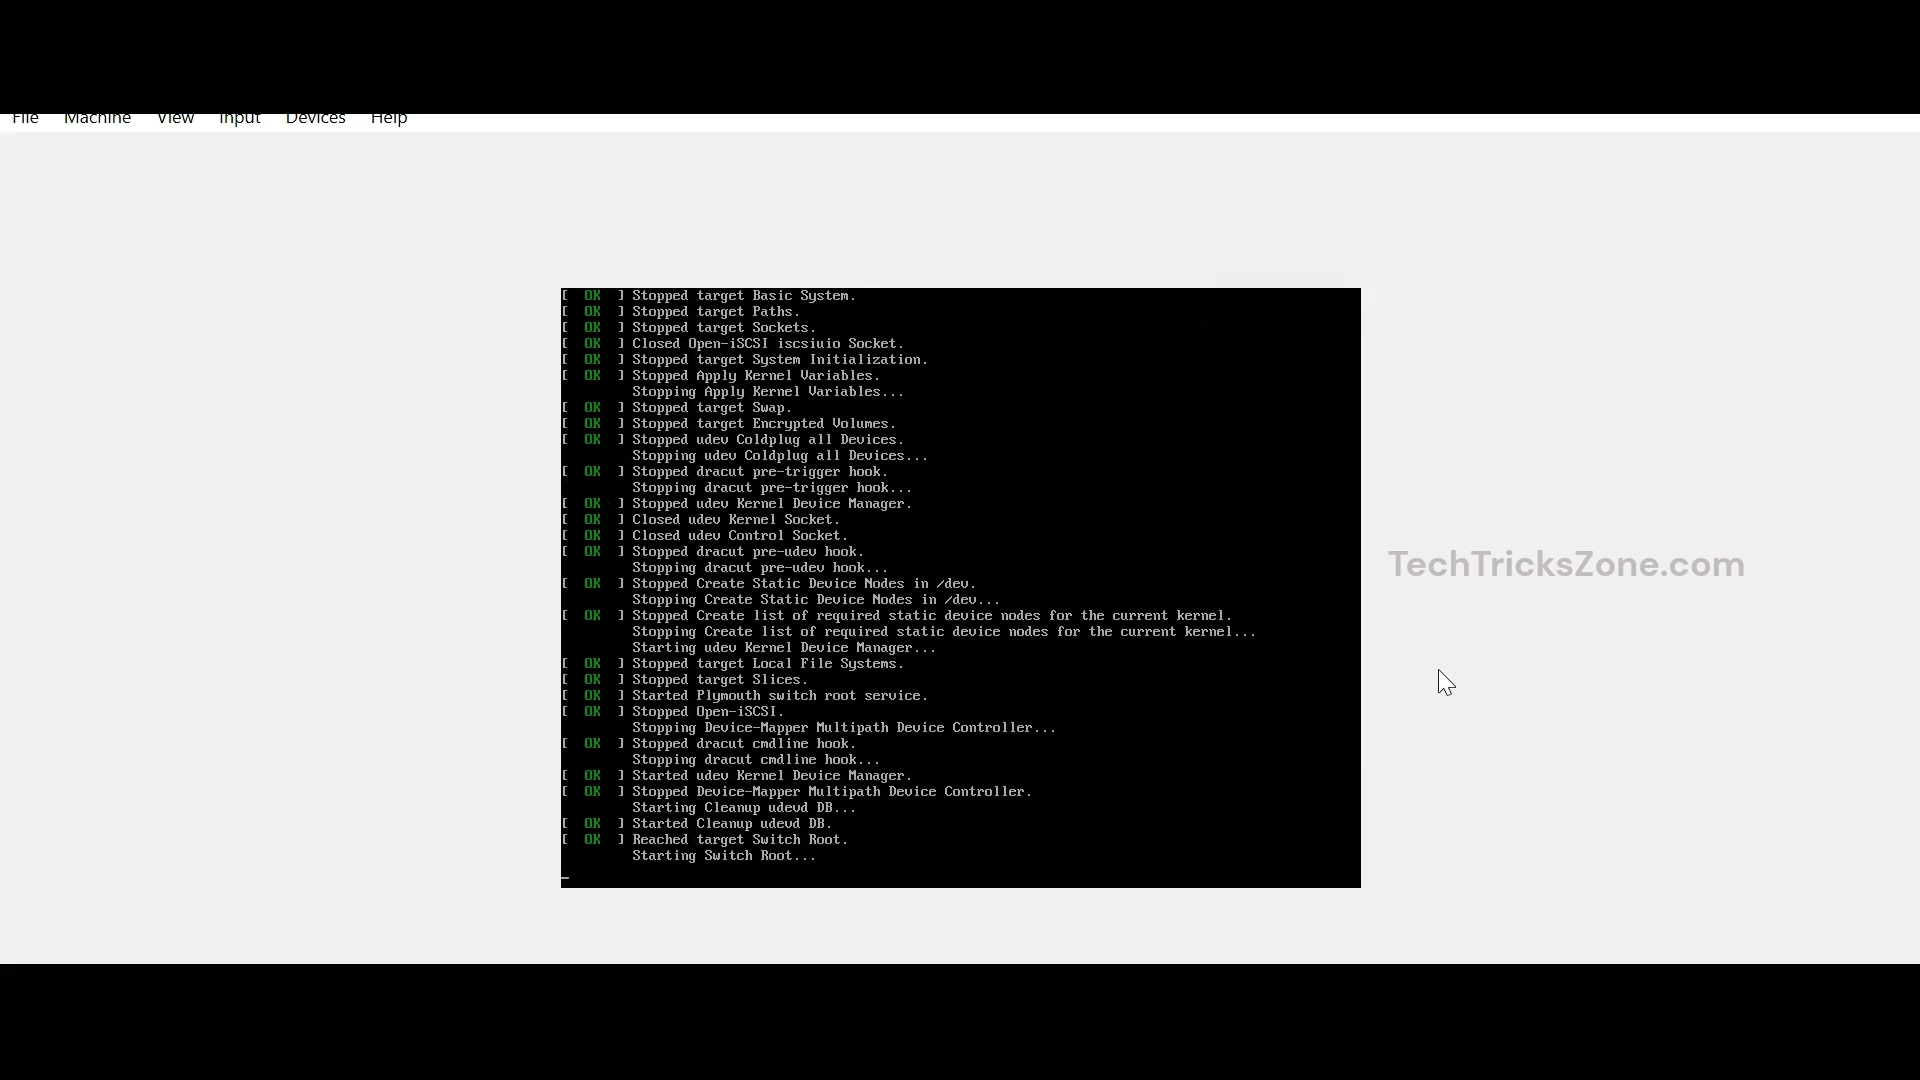 File Machine View Input Devices Help
[  OK  ] Stopped target Basic System.
[  OK  ] Stopped target Paths.
[  OK  ] Stopped target Sockets.
[  OK  ] Closed Open-iSCSI iscsiuio Socket.
[  OK  ] Stopped target System Initialization.
[  OK  ] Stopped Apply Kernel Variables.
Stopping Apply Kernel Variables...
[  OK  ] Stopped target Swap.
[  OK  ] Stopped target Encrypted Volumes.
[  OK  ] Stopped udev Coldplug all Devices.
Stopping udev Coldplug all Devices...
[  OK  ] Stopped dracut pre-trigger hook.
Stopping dracut pre-trigger hook...
[  OK  ] Stopped udev Kernel Device Manager.
[  OK  ] Closed udev Kernel Socket.
[  OK  ] Closed udev Control Socket.
[  OK  ] Stopped dracut pre-udev hook.
Stopping dracut pre-udev hook...
[  OK  ] Stopped Create Static Device Nodes in /dev.
Stopping Create Static Device Nodes in /dev...
[  OK  ] Stopped Create list of required static device nodes for the current kernel.
Stopping Create list of required static device nodes for the current kernel...
Starting udev Kernel Device Manager...
[  OK  ] Stopped target Local File Systems.
[  OK  ] Stopped target Slices.
[  OK  ] Started Plymouth switch root service.
[  OK  ] Stopped Open-iSCSI.
Stopping Device-Mapper Multipath Device Controller...
[  OK  ] Stopped dracut cmdline hook.
Stopping dracut cmdline hook...
[  OK  ] Started udev Kernel Device Manager.
[  OK  ] Stopped Device-Mapper Multipath Device Controller.
Starting Cleanup udevd DB...
[  OK  ] Started Cleanup udevd DB.
[  OK  ] Reached target Switch Root.
Starting Switch Root...
TechTricksZone.com